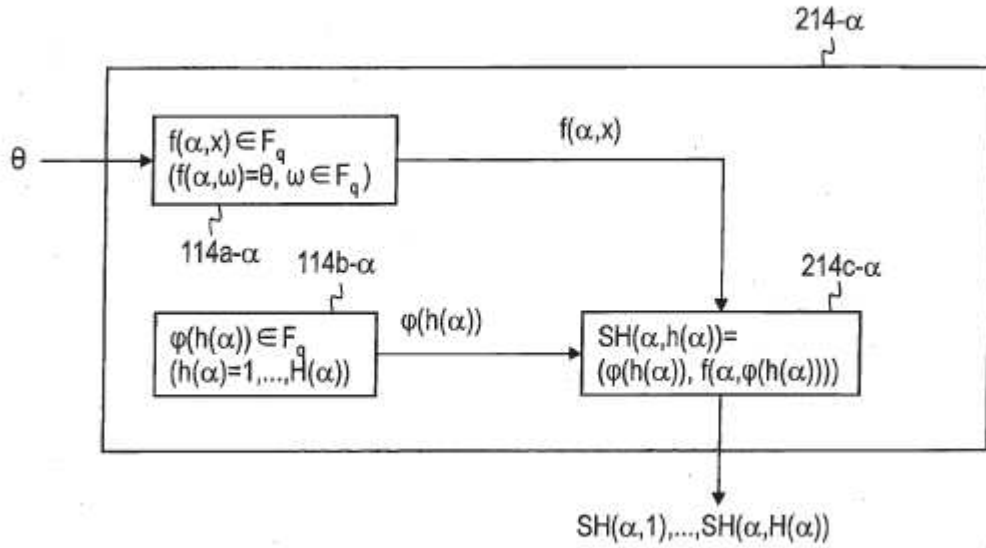 214-α
θ
f(α,x)∈F_q
(f(α,ω)=θ, ω∈F_q)
f(α,x)
114a-α
114b-α
214c-α
φ(h(α))∈F_q
(h(α)=1,...,H(α))
φ(h(α))
SH(α,h(α))=
(φ(h(α)), f(α,φ(h(α))))
SH(α,1),...,SH(α,H(α))